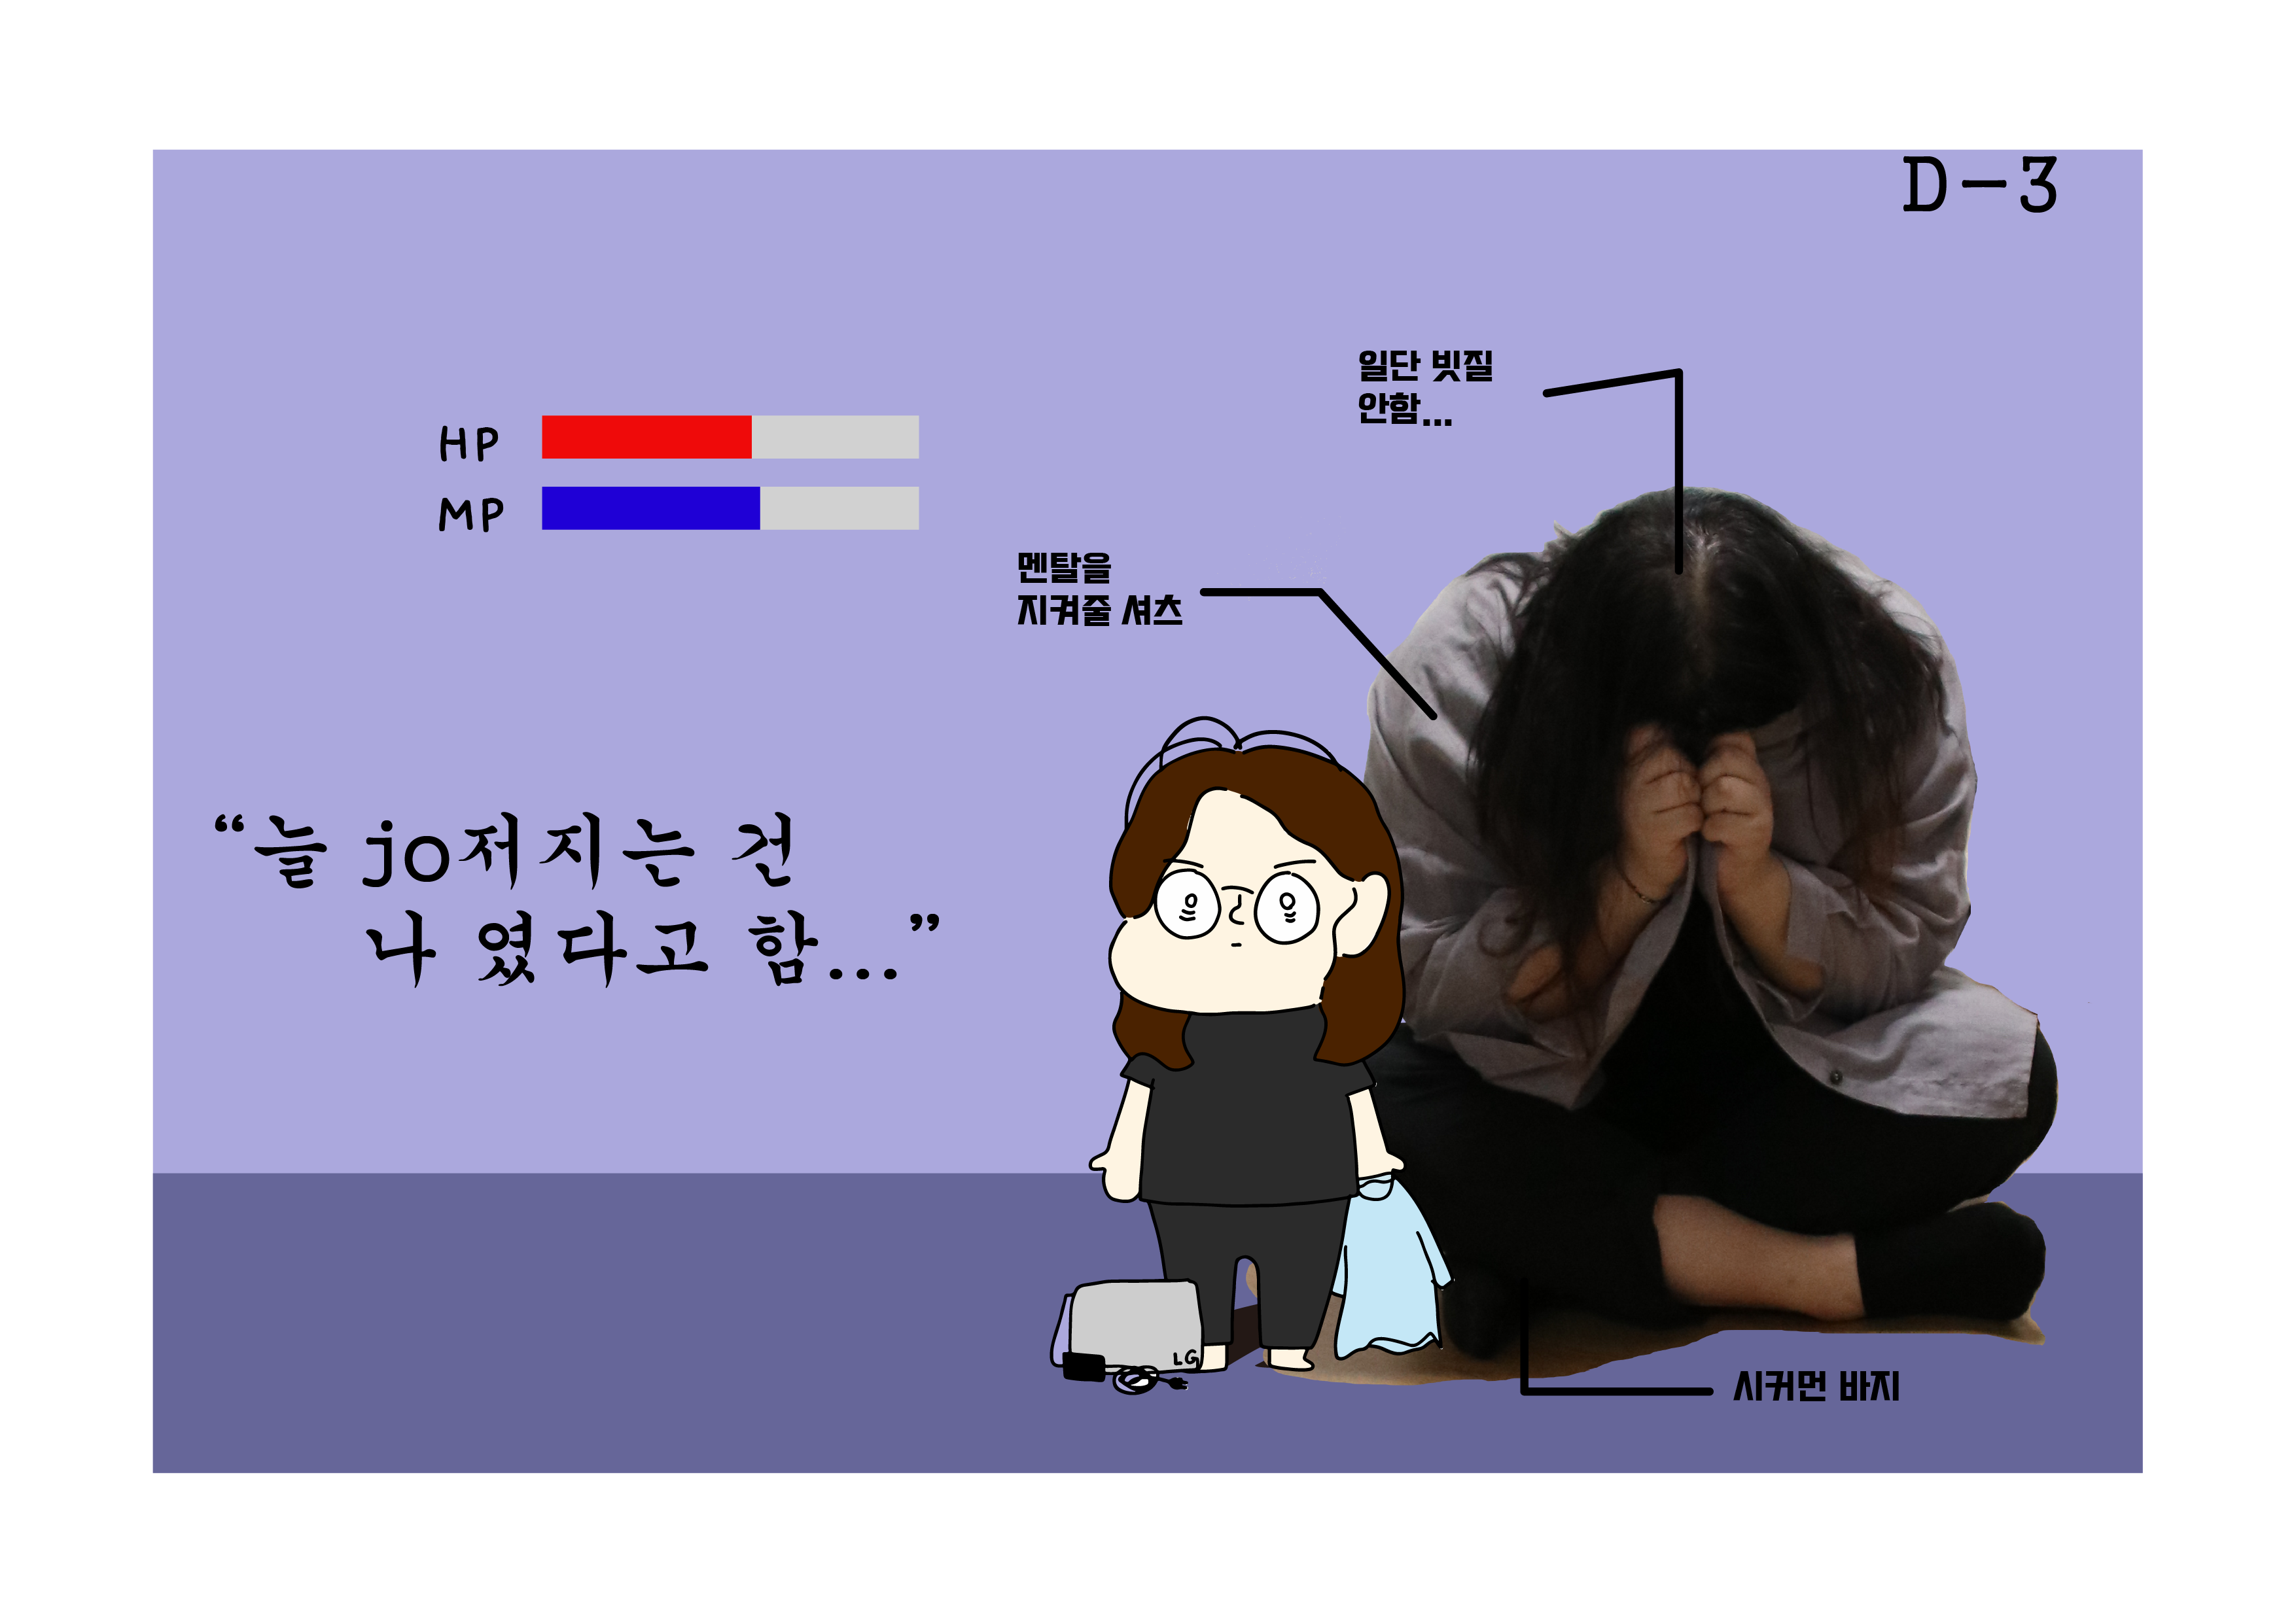 D-3
일단 빗질
안함...
HP
MP
멘탈을
지켜줄 셔츠
“늘 jo저지는 건
나 였다고 함...”
LG
시커먼 바지